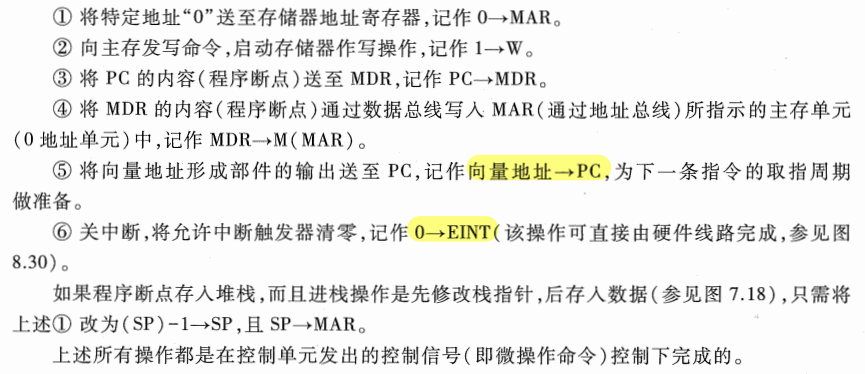 ① 将特定地址“0”送至存储器地址寄存器,记作 0→MAR。
② 向主存发写命令,启动存储器作写操作,记作 1→W。
③ 将 PC 的内容(程序断点)送至 MDR,记作 PC→MDR。
④ 将 MDR 的内容(程序断点)通过数据总线写入 MAR(通过地址总线)所指示的主存单元
(0 地址单元)中,记作 MDR→M(MAR)。
⑤ 将向量地址形成部件的输出送至 PC,记作向量地址→PC,为下一条指令的取指周期
做准备。
⑥ 关中断,将允许中断触发器清零,记作 0→EINT(该操作可直接由硬件线路完成,参见图
8.30)。
如果程序断点存入堆栈,而且进栈操作是先修改栈指针,后存入数据(参见图 7.18),只需将
上述① 改为(SP)-1→SP,且 SP→MAR。
上述所有操作都是在控制单元发出的控制信号(即微操作命令)控制下完成的。